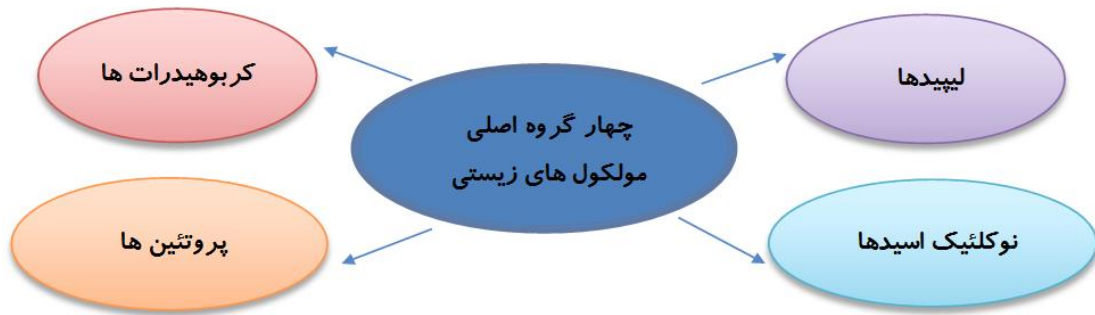 کربوهیدرات ها
لیپیدها
چهار گروه اصلی
مولکول های زیستی
پروتئین ها
نوکلئیک اسیدها